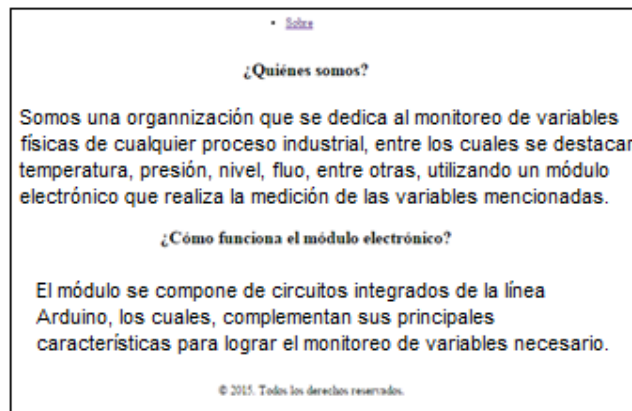 Sobre
¿Quiénes somos?
Somos una organnización que se dedica al monitoreo de variables
físicas de cualquier proceso industrial, entre los cuales se destacan
temperatura, presión, nivel, fluo, entre otras, utilizando un módulo
electrónico que realiza la medición de las variables mencionadas.
¿Cómo funciona el módulo electrónico?
El módulo se compone de circuitos integrados de la línea
Arduino, los cuales, complementan sus principales
características para lograr el monitoreo de variables necesario.
© 2015. Todos los derechos reservados.